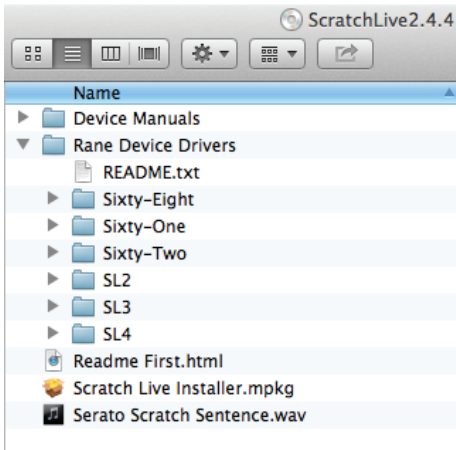 ScratchLive2.4.4
Name
Device Manuals
Rane Device Drivers
README.txt
Sixty-Eight
Sixty-One
Sixty-Two
SL2
SL3
SL4
Readme First.html
Scratch Live Installer.mpkg
Serato Scratch Sentence.wav